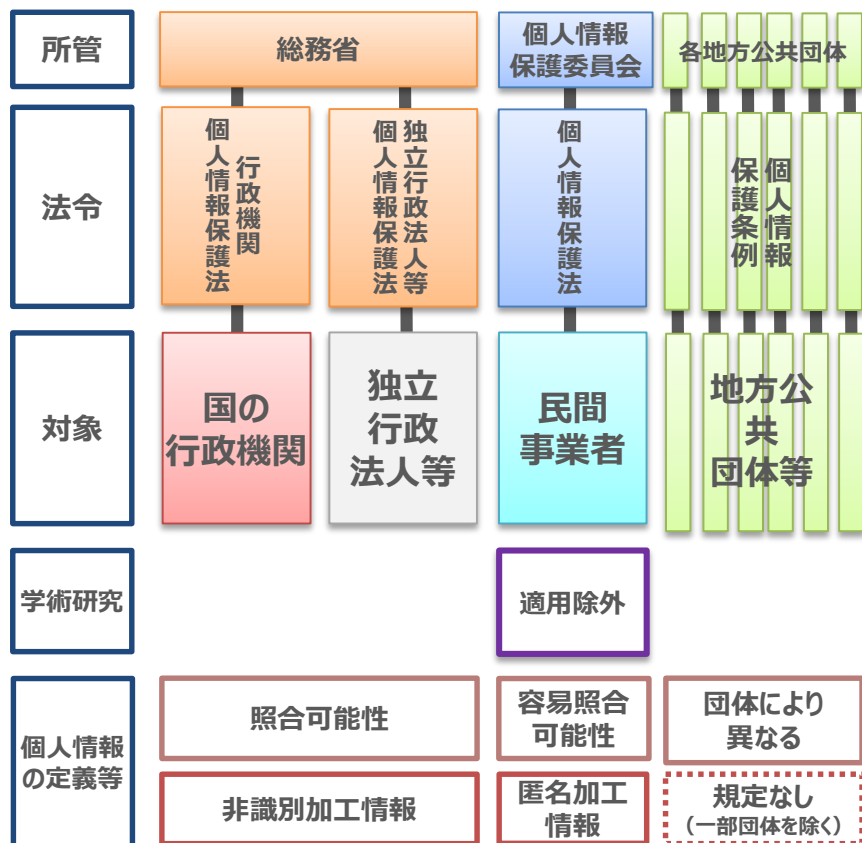 所管
総務省
個人情報
保護委員会
各地方公共団体
法令
行政機関
個人情報保護法
独立行政法人等
個人情報保護法
個人情報保護法
個人情報
保護条例
対象
国の
行政機関
独立
行政
法人等
民間
事業者
地方公
共
団体等
学術研究
適用除外
個人情報
の定義等
照合可能性
容易照合
可能性
団体により
異なる
非識別加工情報
匿名加工
情報
規定なし
(一部団体を除く)